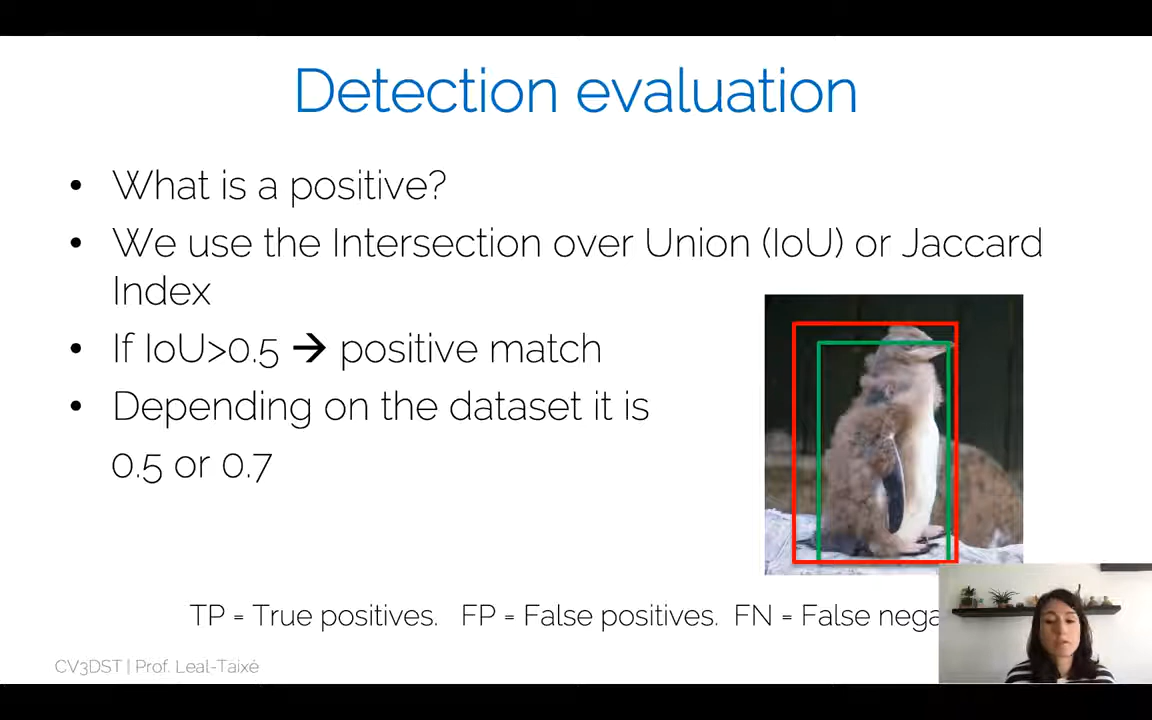 Detection evaluation
• What is a positive?
• We use the Intersection over Union (IoU) or Jaccard
Index
• If IoU>0.5 → positive match
• Depending on the dataset it is
0.5 or 0.7
TP = True positives. FP = False positives. FN = False
CV3DST | Prof. Leal-Taixé